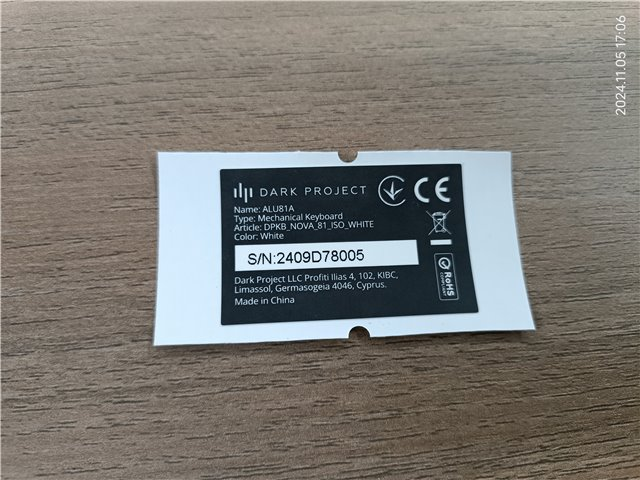 2024.11.05 17:06
DARK PROJECT
CE
Name: ALU81A
Type: Mechanical Keyboard
Article: DPKB_NOVA_81_ISO_WHITE
Color: White
S/N:2409D78005
Dark Project LLC Profiti Ilias 4, 102, KIBC,
Limassol, Germasogeia 4046, Cyprus.
Made in China
RoHS
COMPLIANT